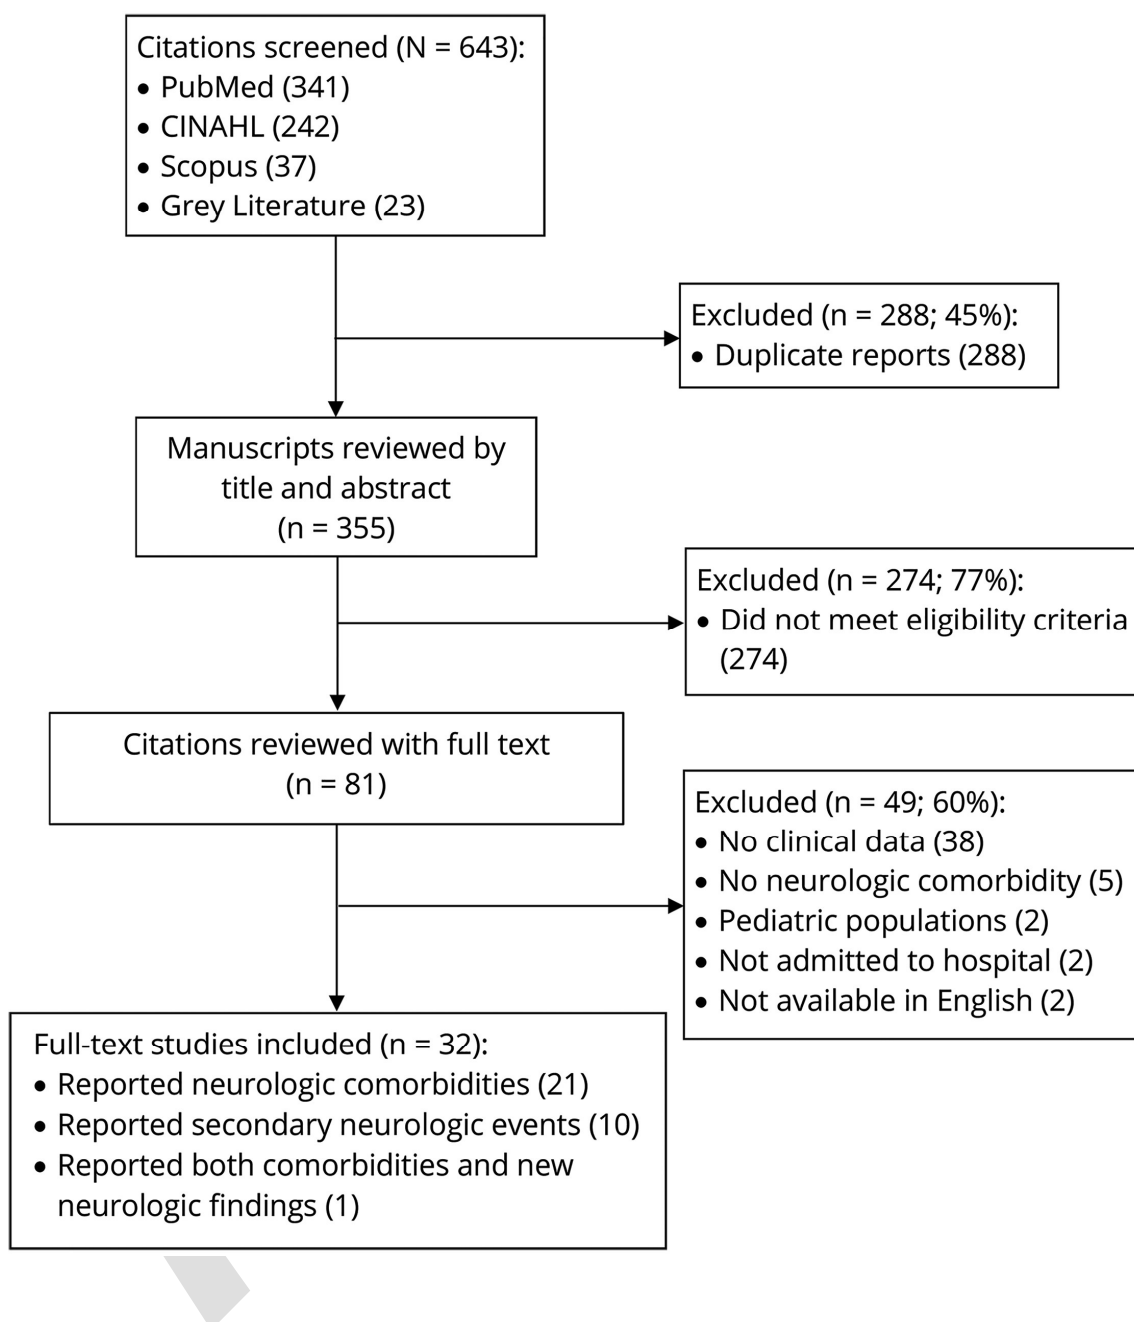 Citations screened (N = 643):
• PubMed (341)
• CINAHL (242)
• Scopus (37)
• Grey Literature (23)
Excluded (n = 288; 45%):
• Duplicate reports (288)
Manuscripts reviewed by
title and abstract
(n = 355)
Excluded (n = 274; 77%):
• Did not meet eligibility criteria
(274)
Citations reviewed with full text
(n = 81)
Excluded (n = 49; 60%):
• No clinical data (38)
• No neurologic comorbidity (5)
• Pediatric populations (2)
• Not admitted to hospital (2)
• Not available in English (2)
Full-text studies included (n = 32):
• Reported neurologic comorbidities (21)
• Reported secondary neurologic events (10)
• Reported both comorbidities and new
neurologic findings (1)